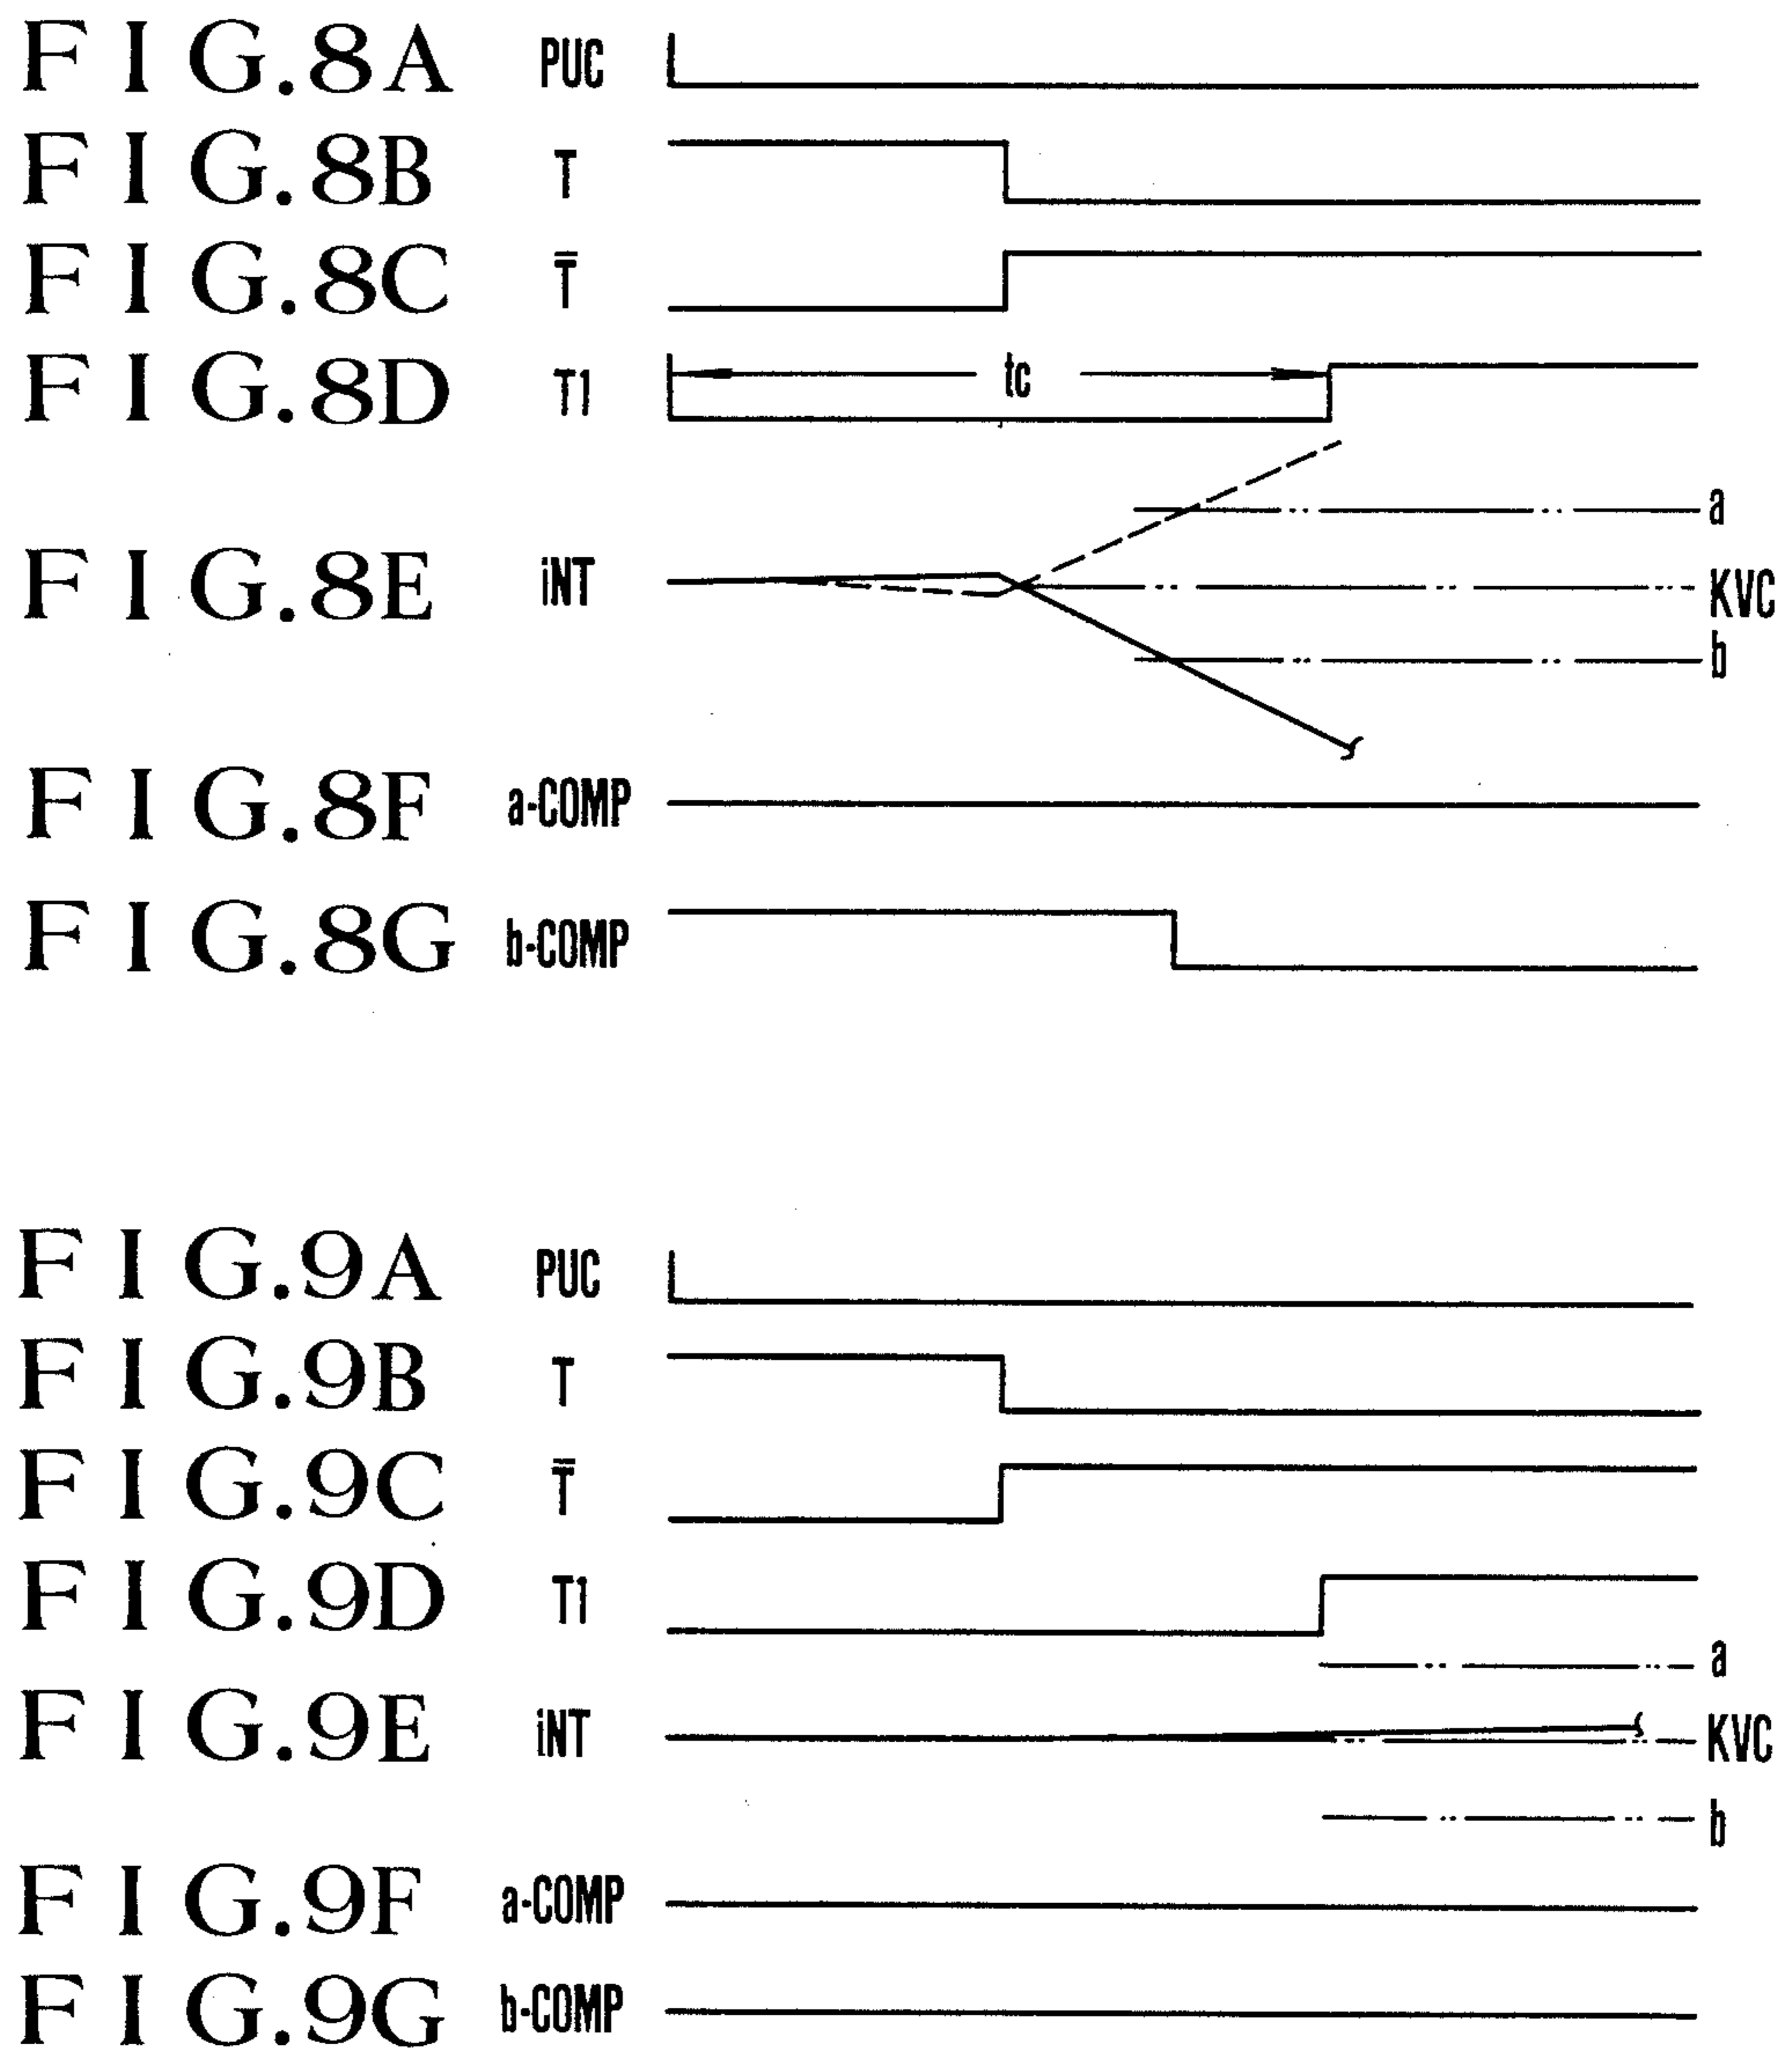 FIG.8A PUC
FIG.8B T
FIG.8C T̅
FIG.8D T1 tc
a
FIG.8E iNT KVC
b
FIG.8F a-COMP
FIG.8G b-COMP
FIG.9A PUC
FIG.9B T
FIG.9C T̅
FIG.9D T1
a
FIG.9E iNT KVC
b
FIG.9F a-COMP
FIG.9G b-COMP